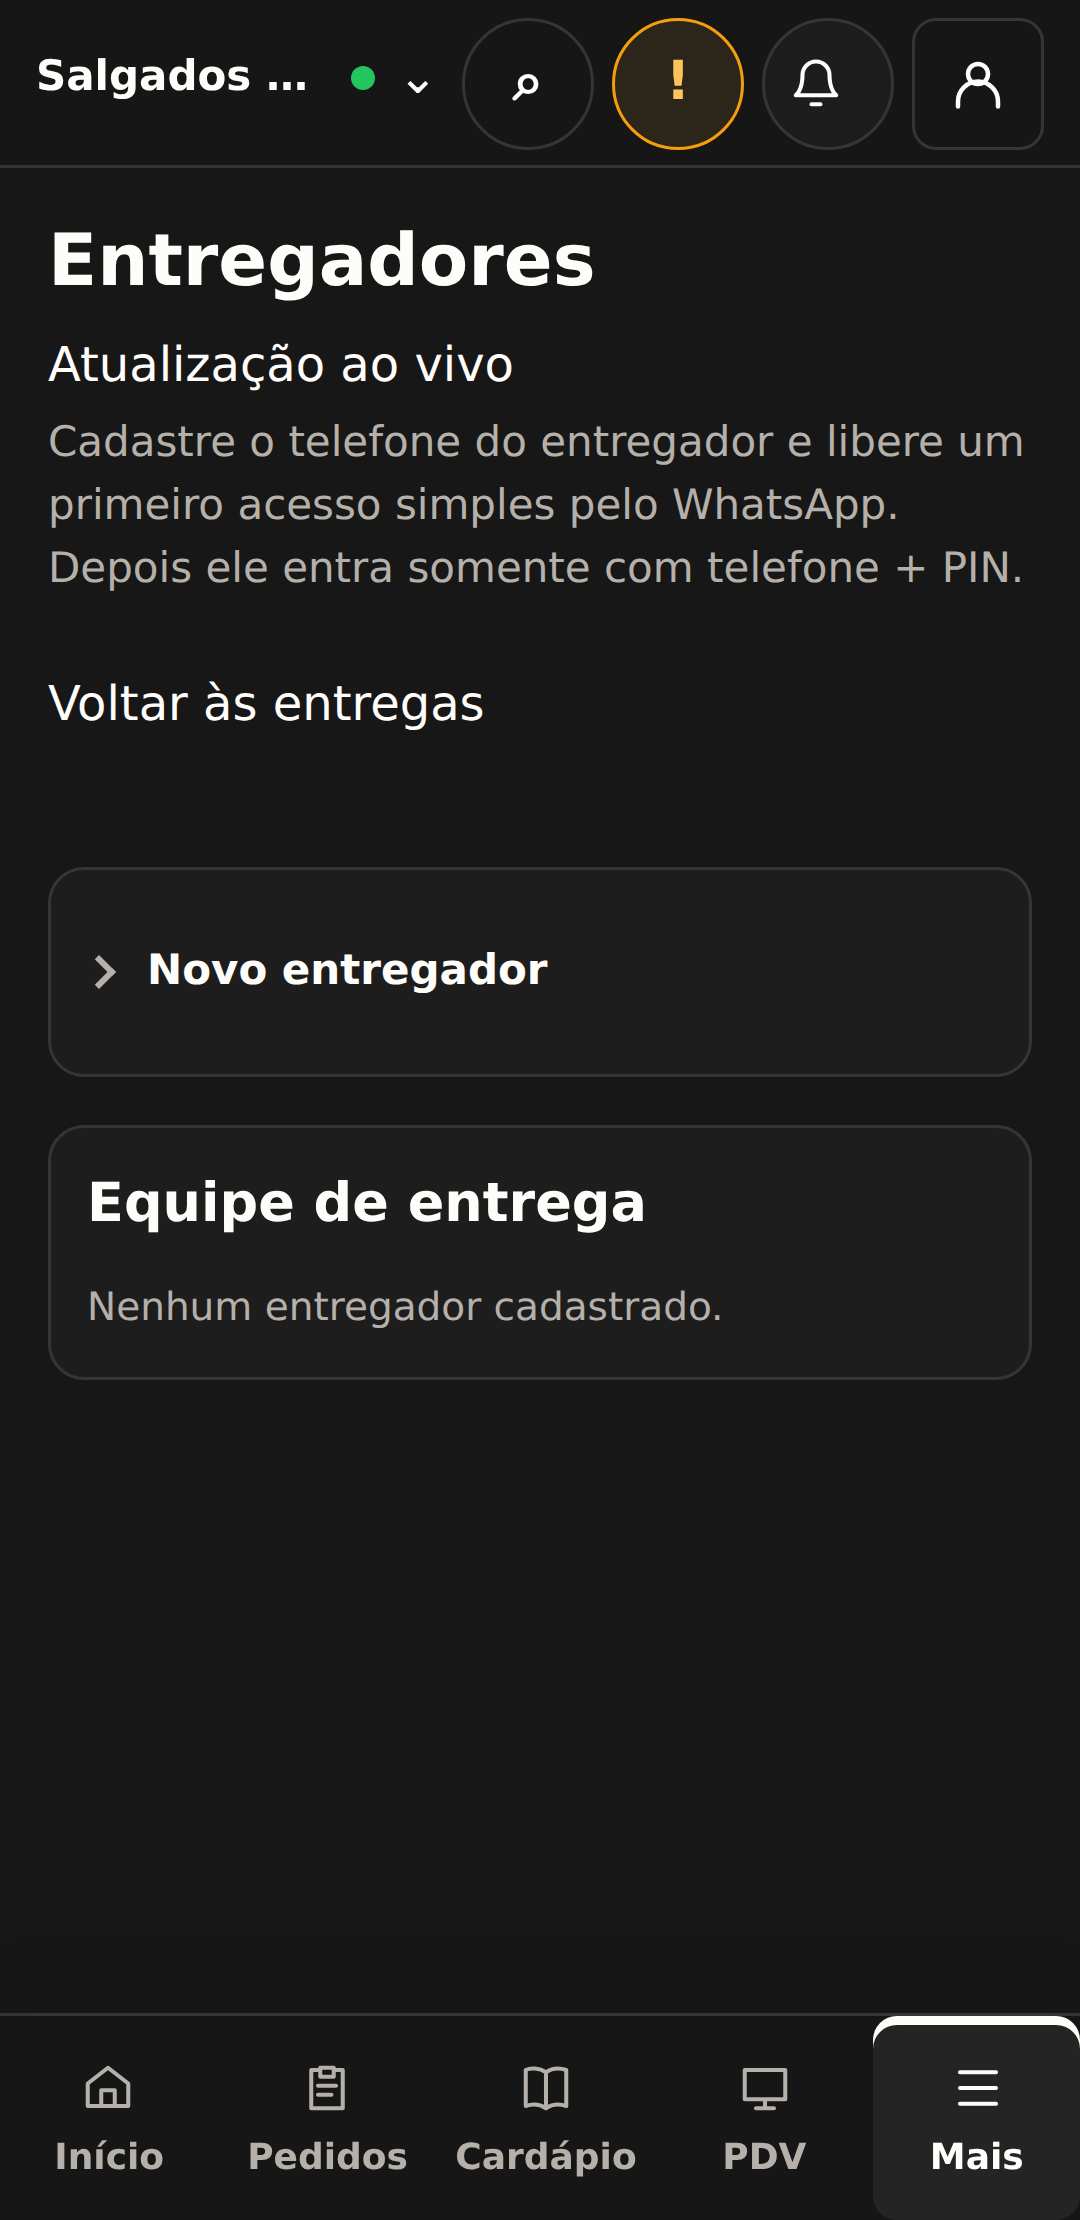 Salgados ...
!
Entregadores
Atualização ao vivo
Cadastre o telefone do entregador e libere um
primeiro acesso simples pelo WhatsApp.
Depois ele entra somente com telefone + PIN.
Voltar às entregas
Novo entregador
Equipe de entrega
Nenhum entregador cadastrado.
Início
Pedidos
Cardápio
PDV
Mais